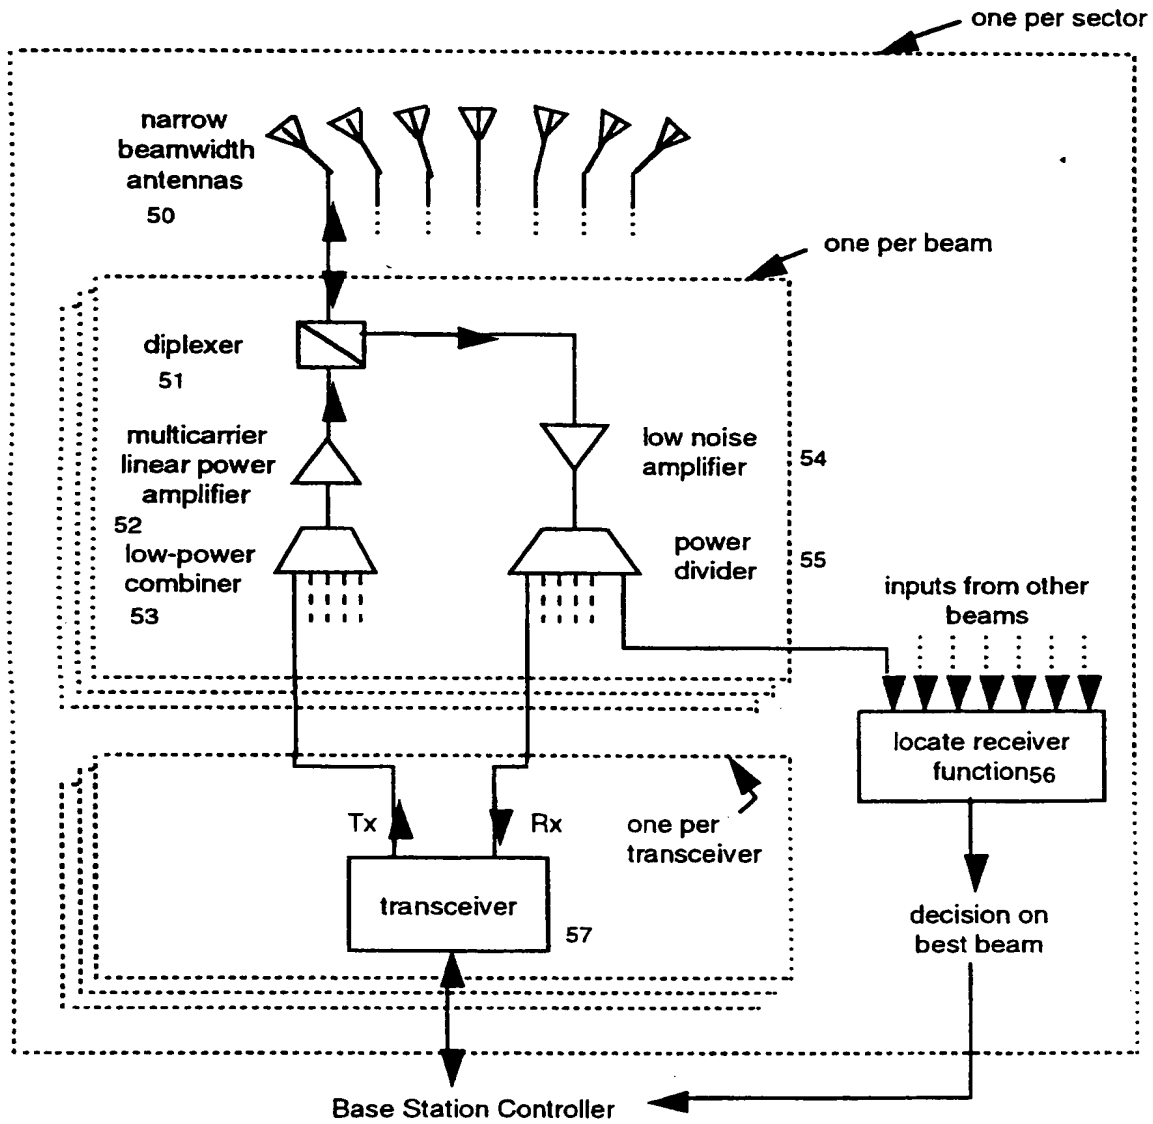 one per sector
narrow
beamwidth
antennas
50
one per beam
diplexer
51
multicarrier
linear power
amplifier
52
low noise
amplifier
54
low-power
combiner
53
power
divider
55
inputs from other
beams
locate receiver
function56
Tx
Rx
one per
transceiver
transceiver
57
decision on
best beam
Base Station Controller